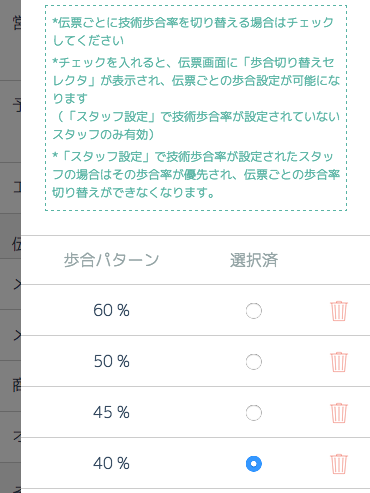 *伝票ごとに技術歩合率を切り替える場合はチェック
してください
*チェックを入れると、伝票画面に「歩合切り替えセ
レクタ」が表示され、伝票ごとの歩合設定が可能にな
ります
（「スタッフ設定」で技術歩合率が設定されていない
スタッフのみ有効）
*「スタッフ設定」で技術歩合率が設定されたスタッ
フの場合はその歩合率が優先され、伝票ごとの歩合率
切り替えができなくなります。
歩合パターン 選択済
60 %
50 %
45 %
40 %